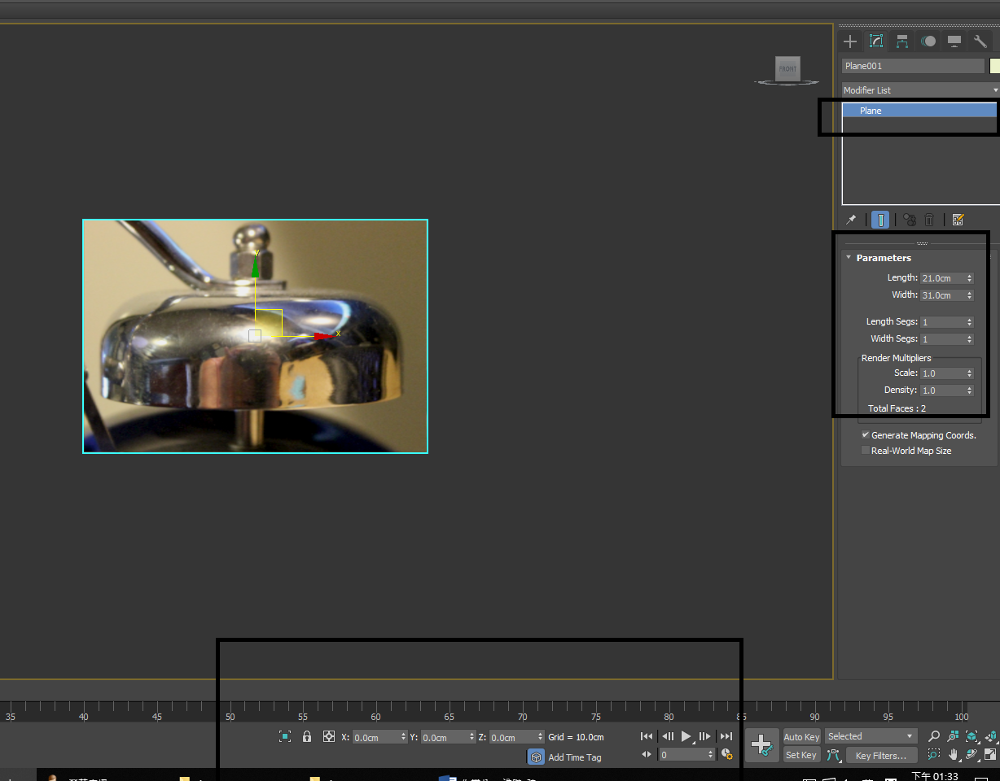 FRONT
Plane001
Modifier List
Plane
Parameters
Length: 21.0cm
Width: 31.0cm
Length Segs: 1
Width Segs: 1
Render Multipliers
Scale: 1.0
Density: 1.0
Total Faces : 2
Generate Mapping Coords.
Real-World Map Size
y
x
35 40 45 50 55 60 65 70 75 80 85 90 95 100
X: 0.0cm Y: 0.0cm Z: 0.0cm Grid = 10.0cm
Auto Key Selected
Add Time Tag 0 Set Key Key Filters...
下午 01:33